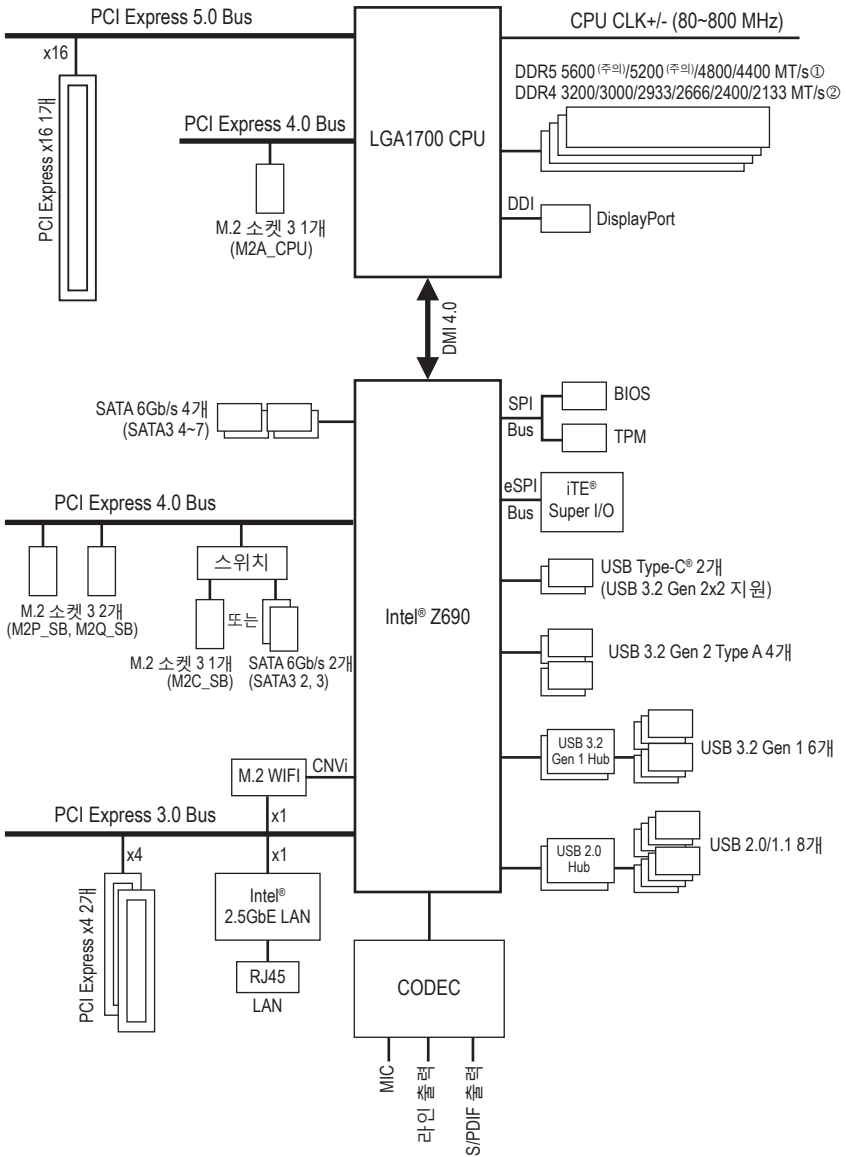 PCI Express 5.0 Bus
CPU CLK+/- (80~800 MHz)
x16
PCI Express x16 1개
DDR5 5600 (주의)/5200 (주의)/4800/4400 MT/s①
DDR4 3200/3000/2933/2666/2400/2133 MT/s②
PCI Express 4.0 Bus
LGA1700 CPU
M.2 소켓 3 1개
(M2A_CPU)
DDI
DisplayPort
DMI 4.0
SATA 6Gb/s 4개
(SATA3 4~7)
SPI
Bus
BIOS
TPM
eSPI
Bus
iTE®
Super I/O
PCI Express 4.0 Bus
스위치
M.2 소켓 3 2개
(M2P_SB, M2Q_SB)
또는
M.2 소켓 3 1개
(M2C_SB)
SATA 6Gb/s 2개
(SATA3 2, 3)
Intel® Z690
USB Type-C® 2개
(USB 3.2 Gen 2x2 지원)
USB 3.2 Gen 2 Type A 4개
USB 3.2
Gen 1 Hub
USB 3.2 Gen 1 6개
M.2 WIFI
CNVi
x1
PCI Express 3.0 Bus
x4
x1
PCI Express x4 2개
Intel®
2.5GbE LAN
RJ45
LAN
USB 2.0
Hub
USB 2.0/1.1 8개
CODEC
MIC
라인 출력
S/PDIF 출력